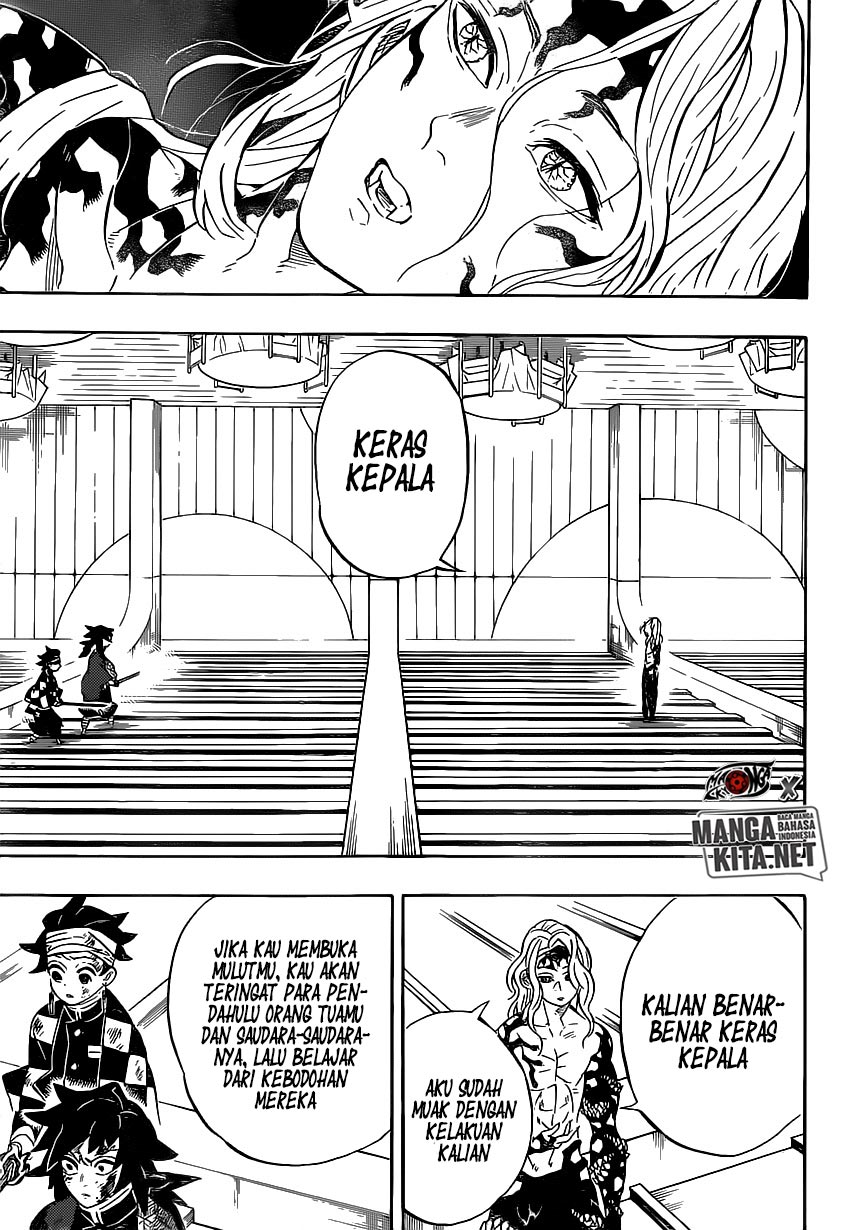 KERAS
KEPALA
MANGA
KITA.NET
BACA MANGA
BAHASA
INDONESIA
X
KALIAN BENAR-
BENAR KERAS
KEPALA
AKU SUDAH
MUAK DENGAN
KELAKUAN
KALIAN
JIKA KAU MEMBUKA
MULUTMU, KAU AKAN
TERINGAT PARA PEN-
DAHULU ORANG TUAMU
DAN SAUDARA-SAUDARA-
NYA, LALU BELAJAR
DARI KEBODOHAN
MEREKA